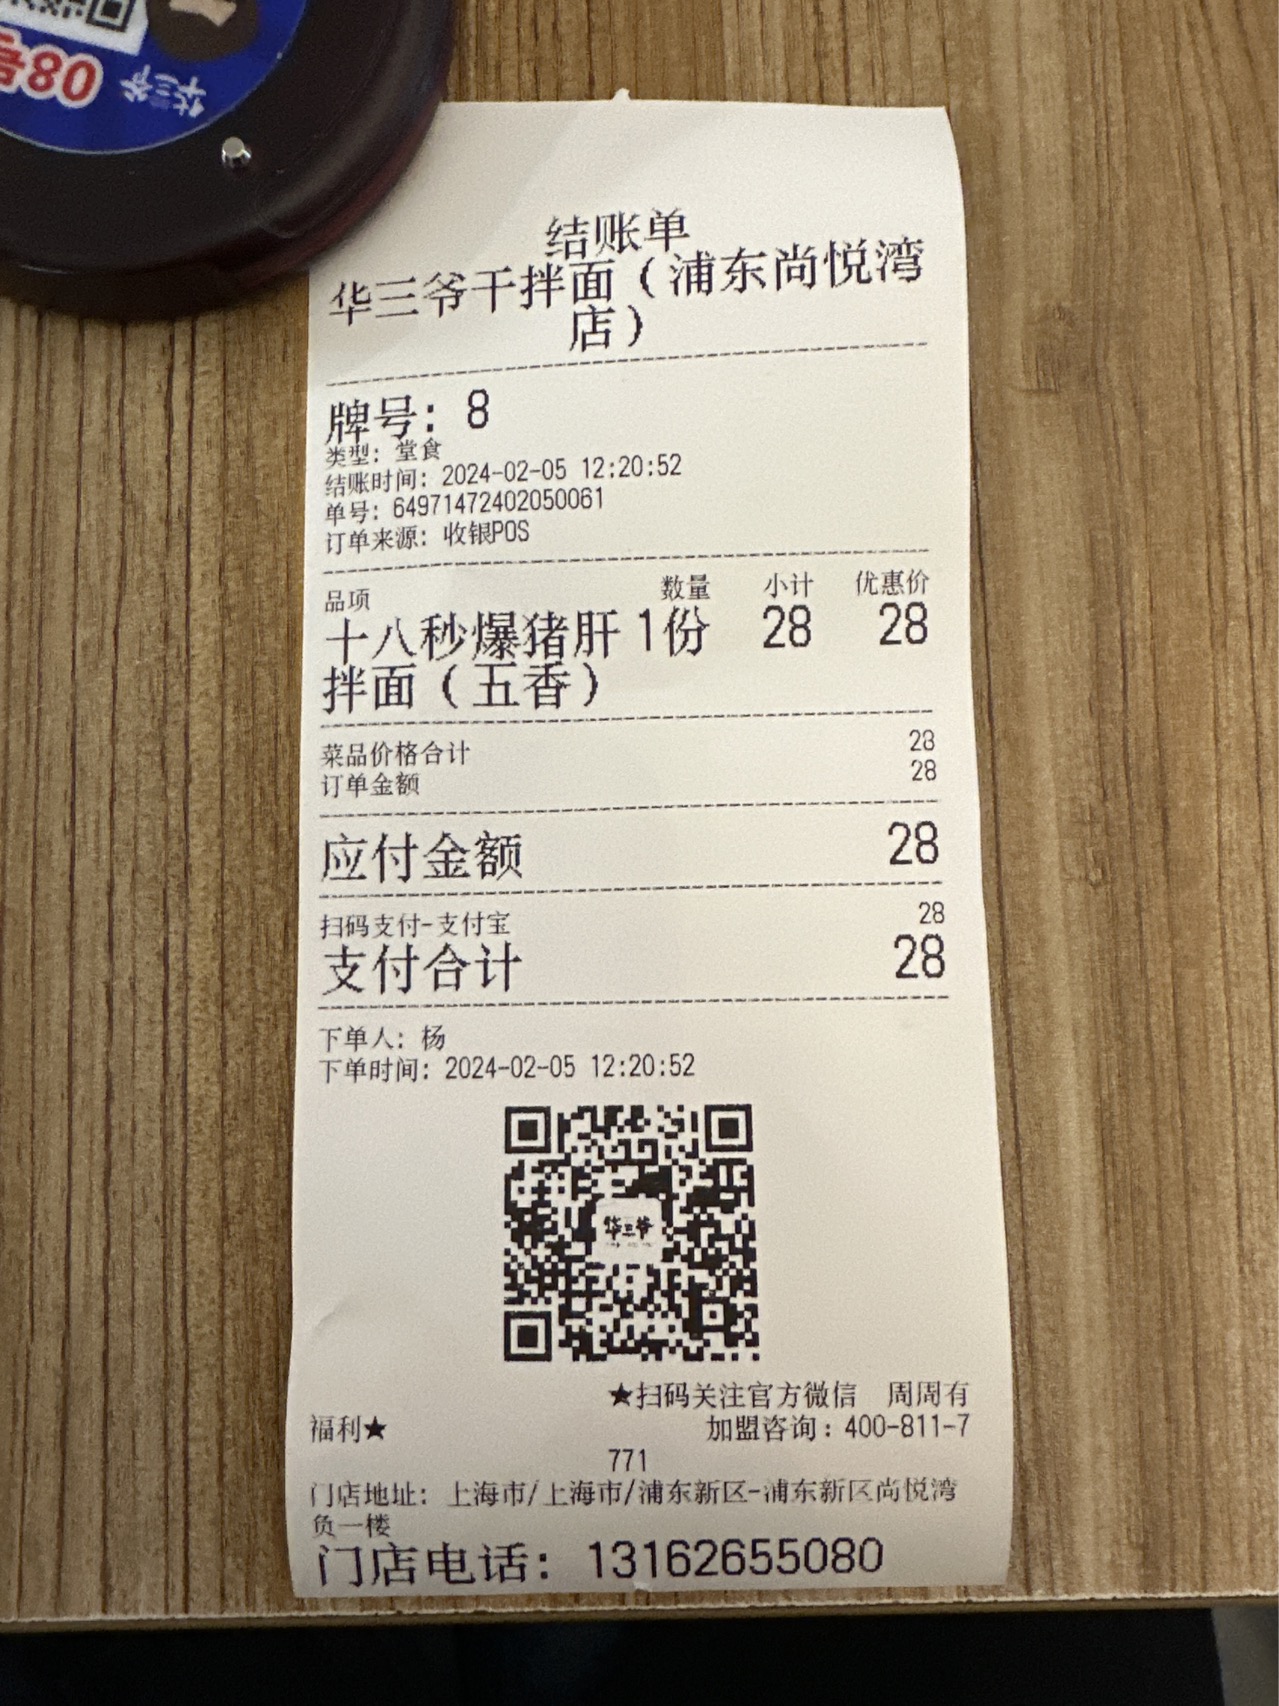 08号
华三爷
结账单
华三爷干拌面（浦东尚悦湾
店）
牌号：8
类型：堂食
结账时间：2024-02-05 12:20:52
单号：64971472402050061
订单来源：收银POS
品项 数量 小计 优惠价
十八秒爆猪肝 1份 28 28
拌面（五香）
菜品价格合计 28
订单金额 28
应付金额 28
扫码支付-支付宝 28
支付合计 28
下单人：杨
下单时间：2024-02-05 12:20:52
华三爷
★扫码关注官方微信 周周有
福利★ 加盟咨询：400-811-7
771
门店地址：上海市/上海市/浦东新区-浦东新区尚悦湾
负一楼
门店电话：13162655080